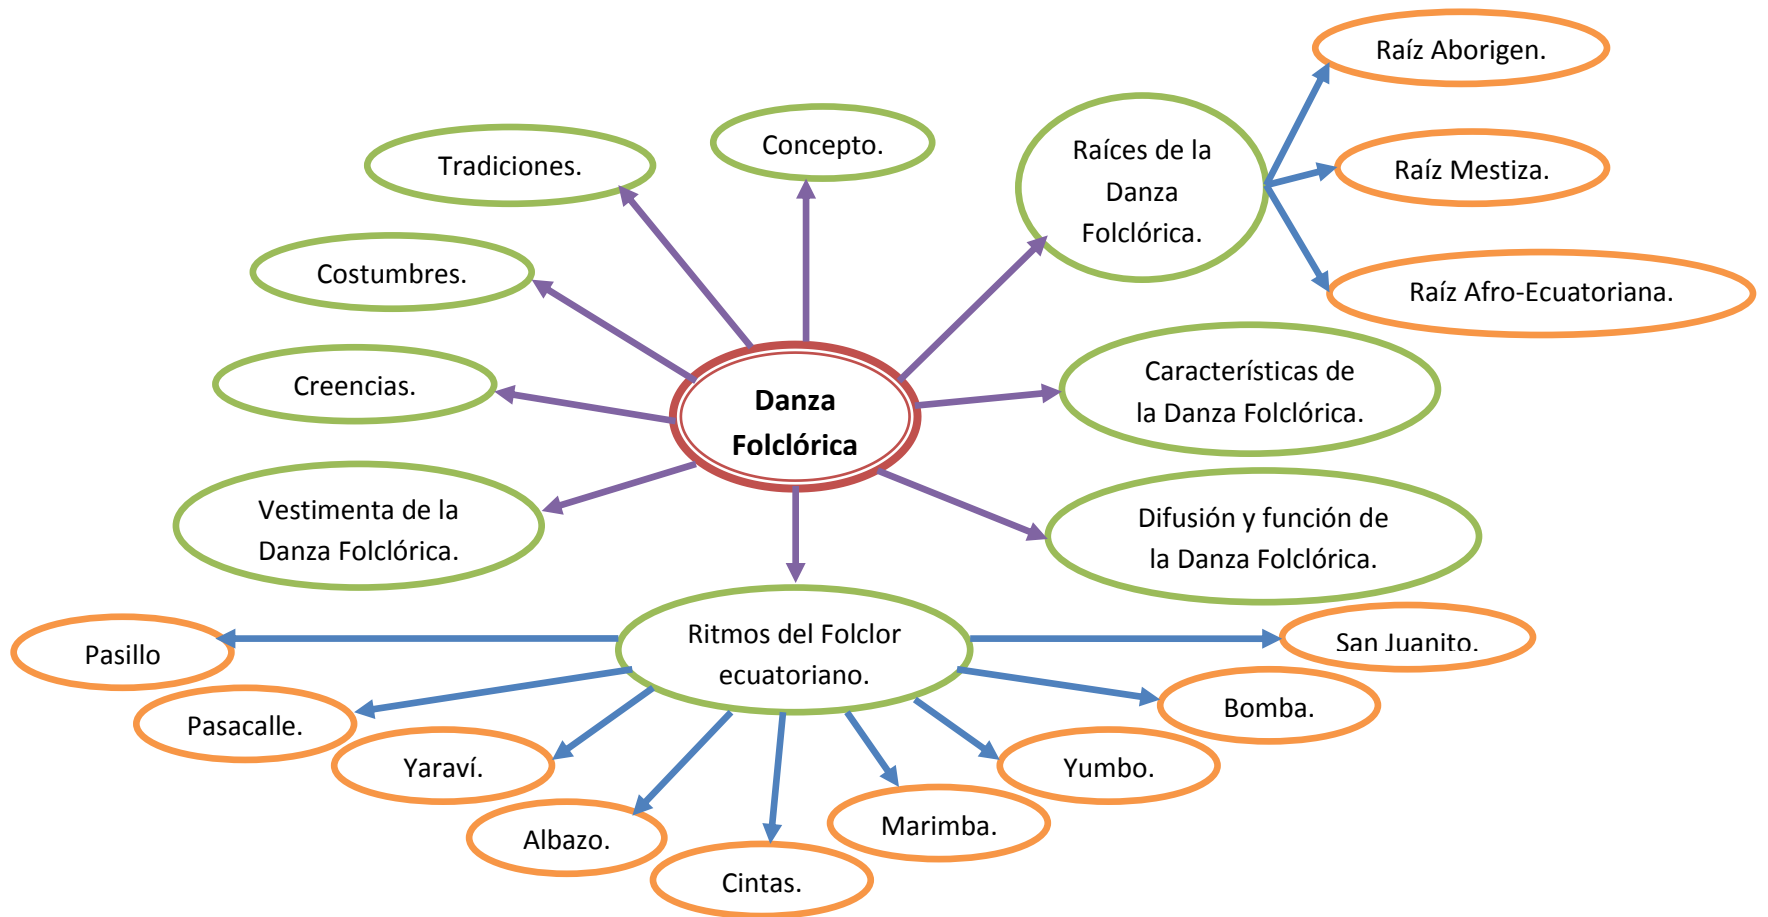 Raíz Aborigen.
Concepto.
Tradiciones.
Raíces de la
Danza
Folclórica.
Raíz Mestiza.
Costumbres.
Raíz Afro-Ecuatoriana.
Creencias.
Danza
Folclórica
Características de
la Danza Folclórica.
Vestimenta de la
Danza Folclórica.
Difusión y función de
la Danza Folclórica.
Ritmos del Folclor
ecuatoriano.
Pasillo
San Juanito.
Pasacalle.
Bomba.
Yaraví.
Yumbo.
Albazo.
Marimba.
Cintas.